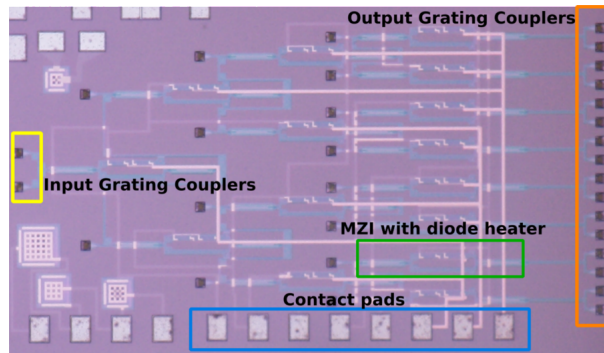 Output Grating Couplers
Input Grating Couplers
MZI with diode heater
Contact pads